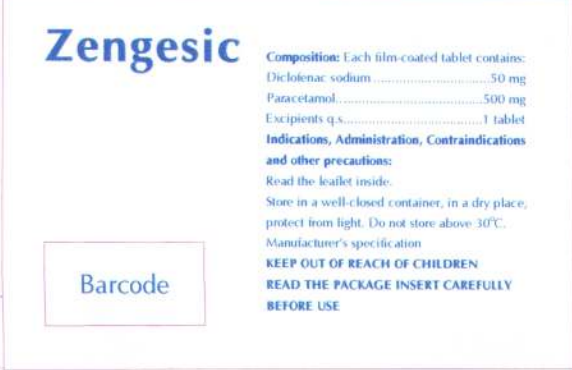 Zengesic
Composition: Each film-coated tablet contains:
Diclofenac sodium ................................ 50 mg
Paracetamol........................................... 500 mg
Excipients q.s........................................ 1 tablet
Indications, Administration, Contraindications
and other precautions:
Read the leaflet inside.
Store in a well-closed container, in a dry place,
protect from light. Do not store above 30°C.
Manufacturer's specification
KEEP OUT OF REACH OF CHILDREN
READ THE PACKAGE INSERT CAREFULLY
BEFORE USE
Barcode